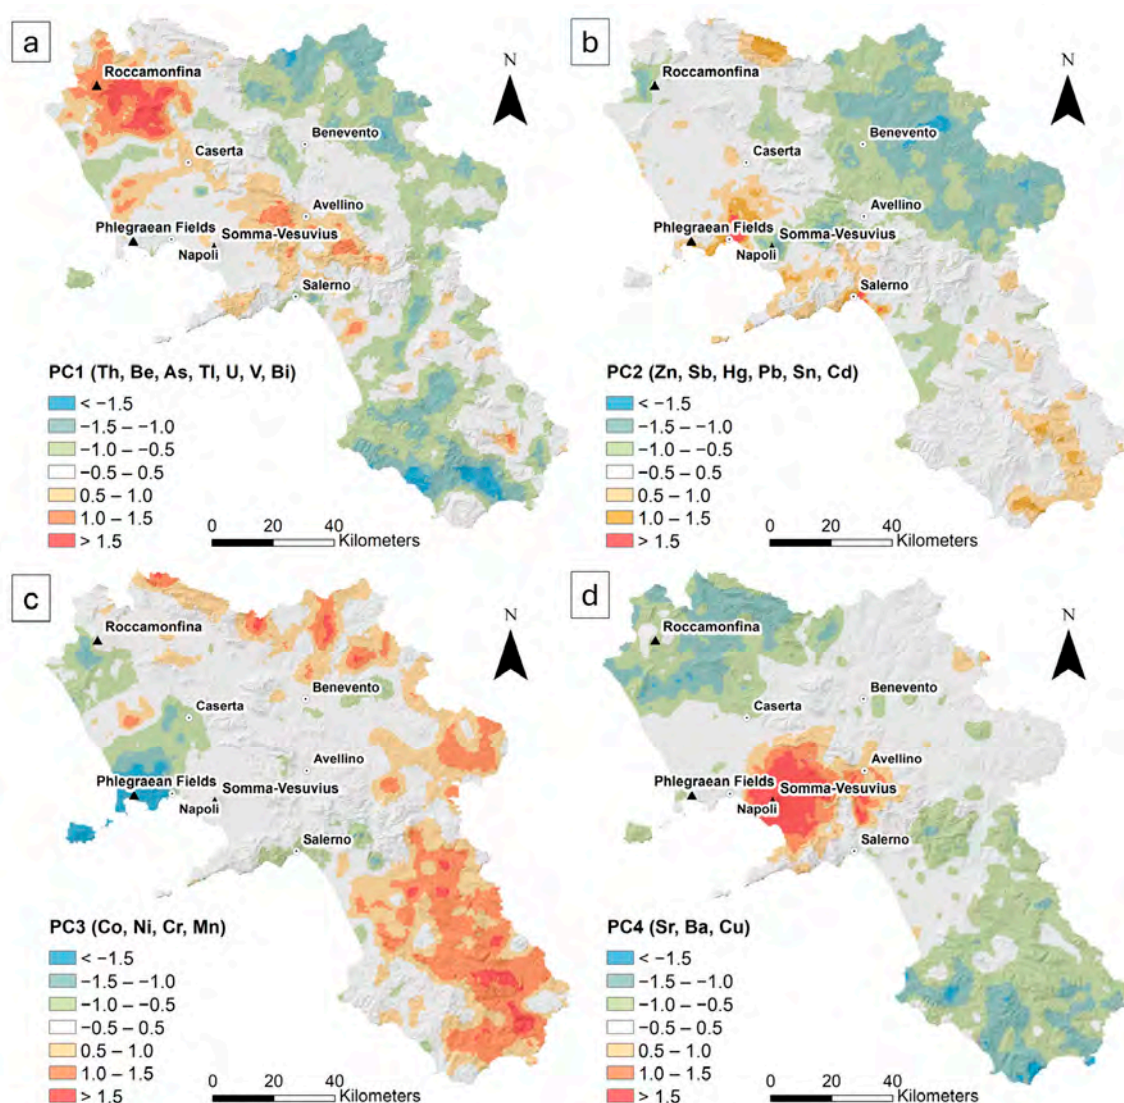 a
N
Roccamonfina
Benevento
Caserta
Avellino
Phlegraean Fields
Somma-Vesuvius
Napoli
Salerno
PC1 (Th, Be, As, Tl, U, V, Bi)
< −1.5
−1.5 – −1.0
−1.0 – −0.5
−0.5 – 0.5
0.5 – 1.0
1.0 – 1.5
> 1.5
0 20 40
Kilometers
b
N
Roccamonfina
Benevento
Caserta
Avellino
Phlegraean Fields
Somma-Vesuvius
Napoli
Salerno
PC2 (Zn, Sb, Hg, Pb, Sn, Cd)
< −1.5
−1.5 – −1.0
−1.0 – −0.5
−0.5 – 0.5
0.5 – 1.0
1.0 – 1.5
> 1.5
0 20 40
Kilometers
c
N
Roccamonfina
Benevento
Caserta
Avellino
Phlegraean Fields
Somma-Vesuvius
Napoli
Salerno
PC3 (Co, Ni, Cr, Mn)
< −1.5
−1.5 – −1.0
−1.0 – −0.5
−0.5 – 0.5
0.5 – 1.0
1.0 – 1.5
> 1.5
0 20 40
Kilometers
d
N
Roccamonfina
Benevento
Caserta
Avellino
Phlegraean Fields
Somma-Vesuvius
Napoli
Salerno
PC4 (Sr, Ba, Cu)
< −1.5
−1.5 – −1.0
−1.0 – −0.5
−0.5 – 0.5
0.5 – 1.0
1.0 – 1.5
> 1.5
0 20 40
Kilometers